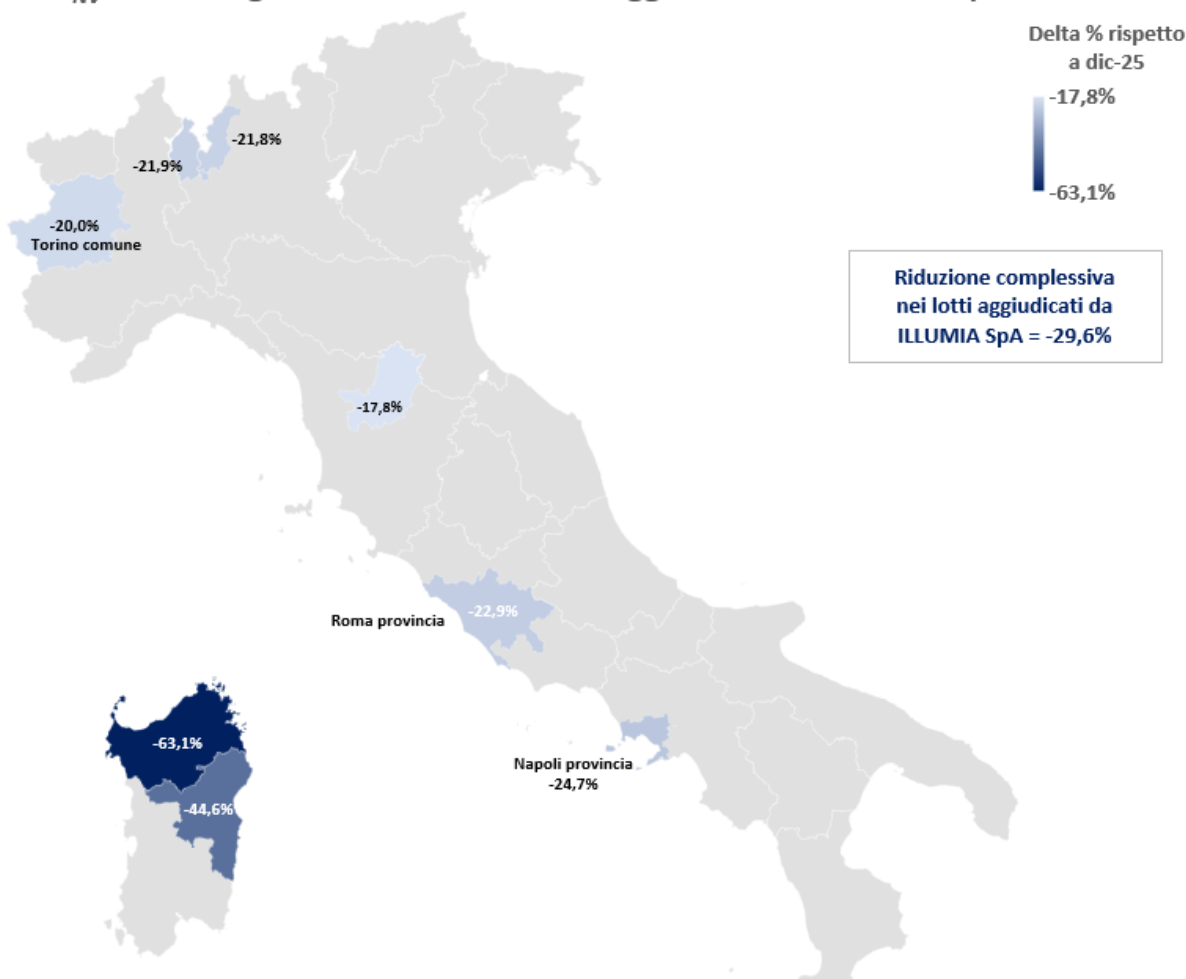 Delta % rispetto
a dic-25
-17,8%
-63,1%
-21,8%
-21,9%
-20,0%
Torino comune
Riduzione complessiva
nei lotti aggiudicati da
ILLUMIA SpA = -29,6%
-17,8%
-22,9%
Roma provincia
-63,1%
-44,6%
Napoli provincia
-24,7%